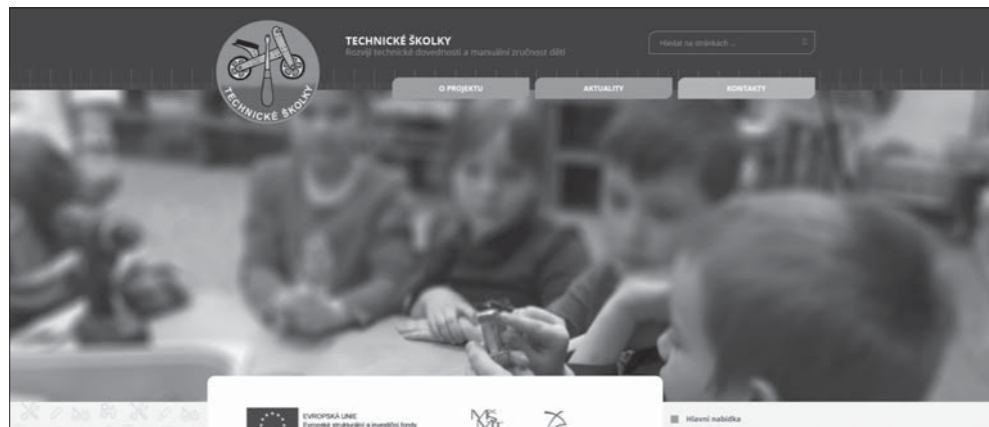 TECHNICKÉ ŠKOLKY
Rozvíjí technické dovednosti a manuální zručnost dětí
Hledat na stránkách ...
TECHNICKÉ ŠKOLKY
O PROJEKTU
AKTUALITY
KONTAKTY
EVROPSKÁ UNIE
Evropské strukturální a investiční fondy
Hlavní nabídka